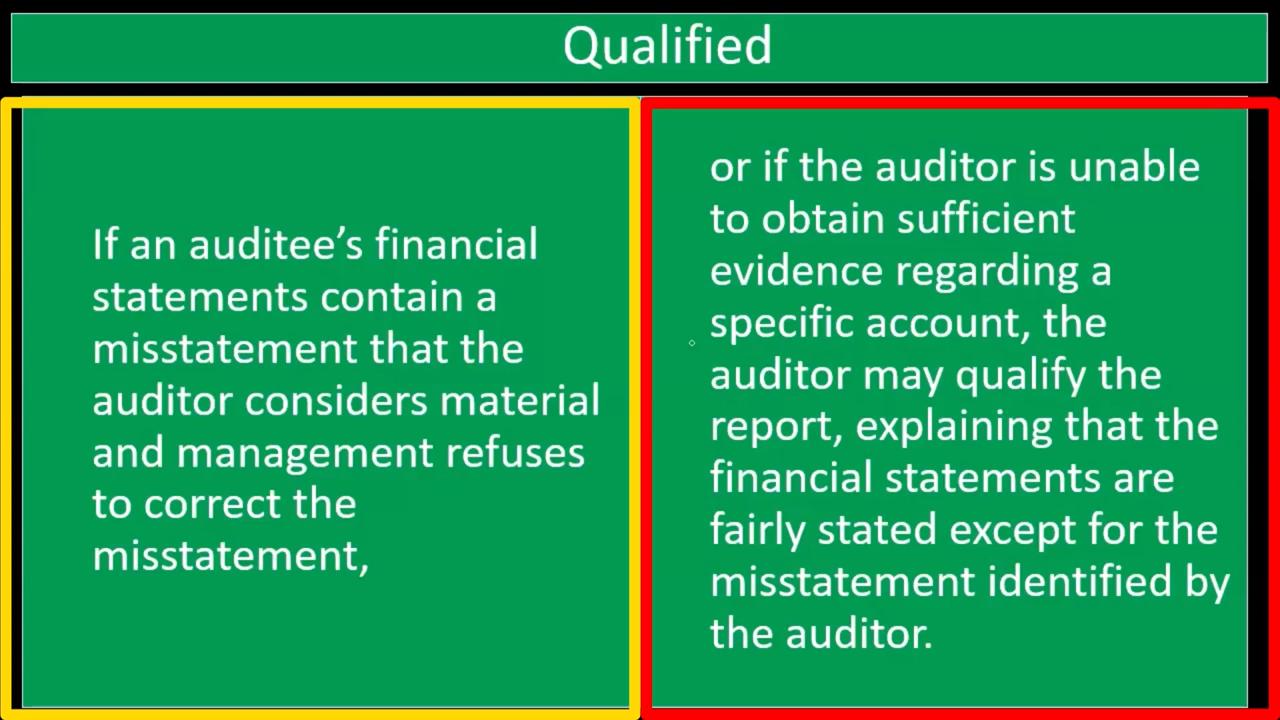 Qualified
If an auditee’s financial
statements contain a
misstatement that the
auditor considers material
and management refuses
to correct the
misstatement,
or if the auditor is unable
to obtain sufficient
evidence regarding a
specific account, the
auditor may qualify the
report, explaining that the
financial statements are
fairly stated except for the
misstatement identified by
the auditor.